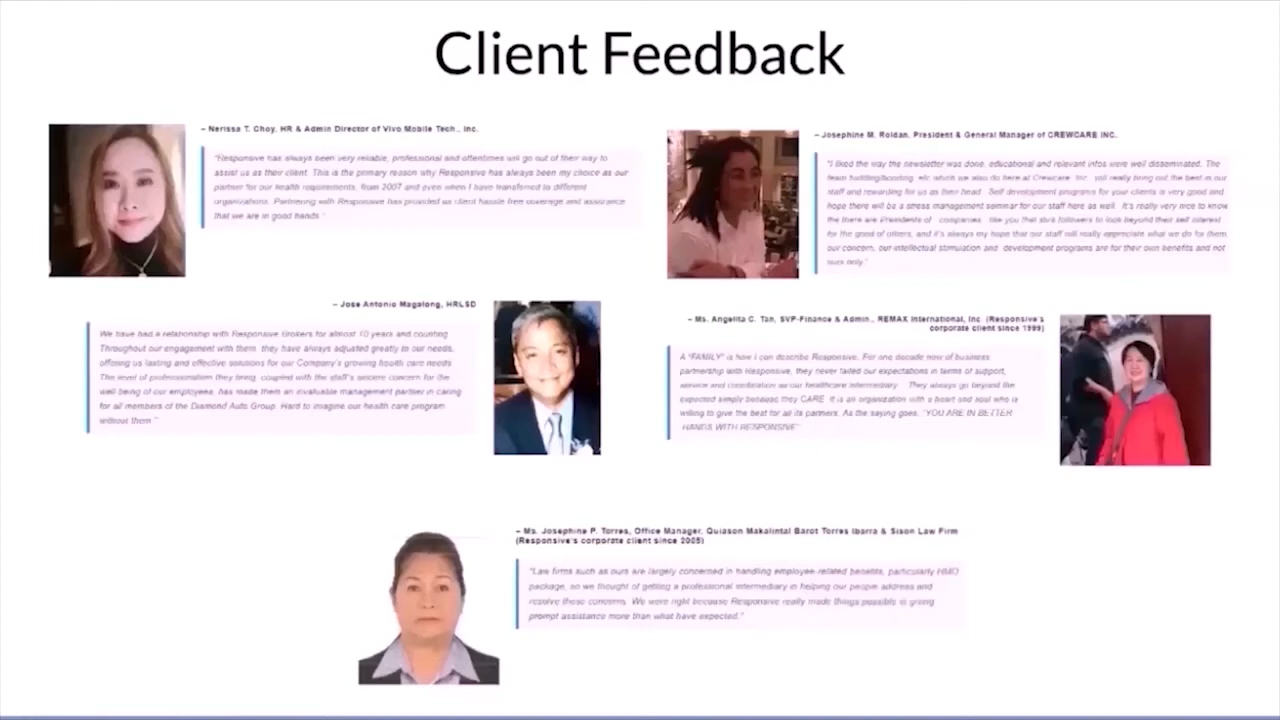 Client Feedback
– Nerissa T. Choy, HR & Admin Director of Vivo Mobile Tech., Inc.
"Responsive has always been very reliable, professional and oftentimes will go out of their way to
assist us as their client. This is the primary reason why Responsive has always been my choice as our
partner for our health requirements, from 2007 and even when I have transferred to different
organizations. Partnering with Responsive has provided us client hassle free coverage and assurance
that we are in good hands."
– Josephine M. Roldan, President & General Manager of CREWCARE INC.
"I liked the way the newsletter was done, educational and relevant infos were well disseminated. The
team building/bonding, etc. which we also do here at Crewcare Inc. will really bring out the best in our
staff and rewarding for us as their head. Self development programs for your clients is very good and
hope there will be a stress management seminar for our staff here as well. It's really very nice to know
the there are Presidents of companies like you that stirs followers to look beyond their self interest
for the good of others, and it's always my hope that our staff will really appreciate what we do for them,
our concern, our intellectual stimulation and development programs are for their own benefits and not
ours only."
– Jose Antonio Magalong, HRLSD
We have had a relationship with Responsive Brokers for almost 10 years and counting.
Throughout our engagement with them they have always adjusted greatly to our needs,
offering us lasting and effective solutions for our Company's growing health care needs.
The level of professionalism they bring, coupled with the staff's sincere concern for the
well being of our employees, has made them an invaluable management partner in caring
for all members of the Diamond Auto Group. Hard to imagine our health care program
without them."
– Ms. Angelita C. Tan, SVP-Finance & Admin., REMAX International, Inc. (Responsive's
corporate client since 1999)
A "FAMILY" is how I can describe Responsive. For one decade now of business
partnership with Responsive, they never failed our expectations in terms of support,
service and coordination as our healthcare intermediary. They always go beyond the
expected simply because they CARE. It is an organization with a heart and soul who is
willing to give the best for all its partners. As the saying goes, "YOU ARE IN BETTER
HANDS WITH RESPONSIVE"
– Ms. Josephine P. Torres, Office Manager, Quiason Makalintal Barot Torres Ibarra & Sison Law Firm
(Responsive's corporate client since 2005)
"Law firms such as ours are largely concerned in handling employee-related benefits, particularly HMO
package, so we thought of getting a professional intermediary in helping our people address and
resolve these concerns. We were right because Responsive really made things possible in giving
prompt assistance more than what have expected."